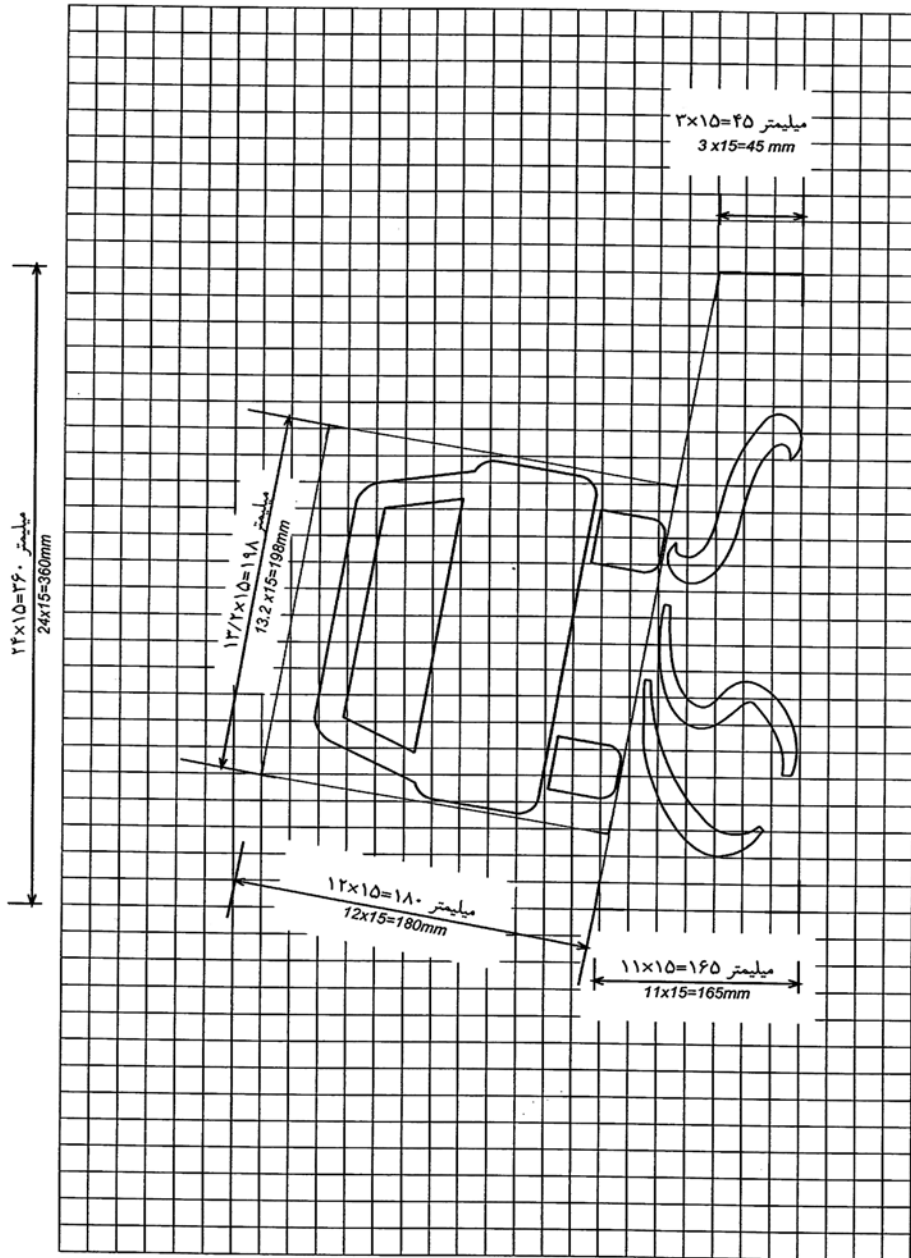 ۳×۱۵=۴۵ میلیمتر
3 x15=45 mm
۲۴×۱۵=۳۶۰ میلیمتر
24x15=360mm
۱۳/۲×۱۵=۱۹۸ میلیمتر
13.2 x15=198mm
۱۲×۱۵=۱۸۰ میلیمتر
12x15=180mm
۱۱×۱۵=۱۶۵ میلیمتر
11x15=165mm